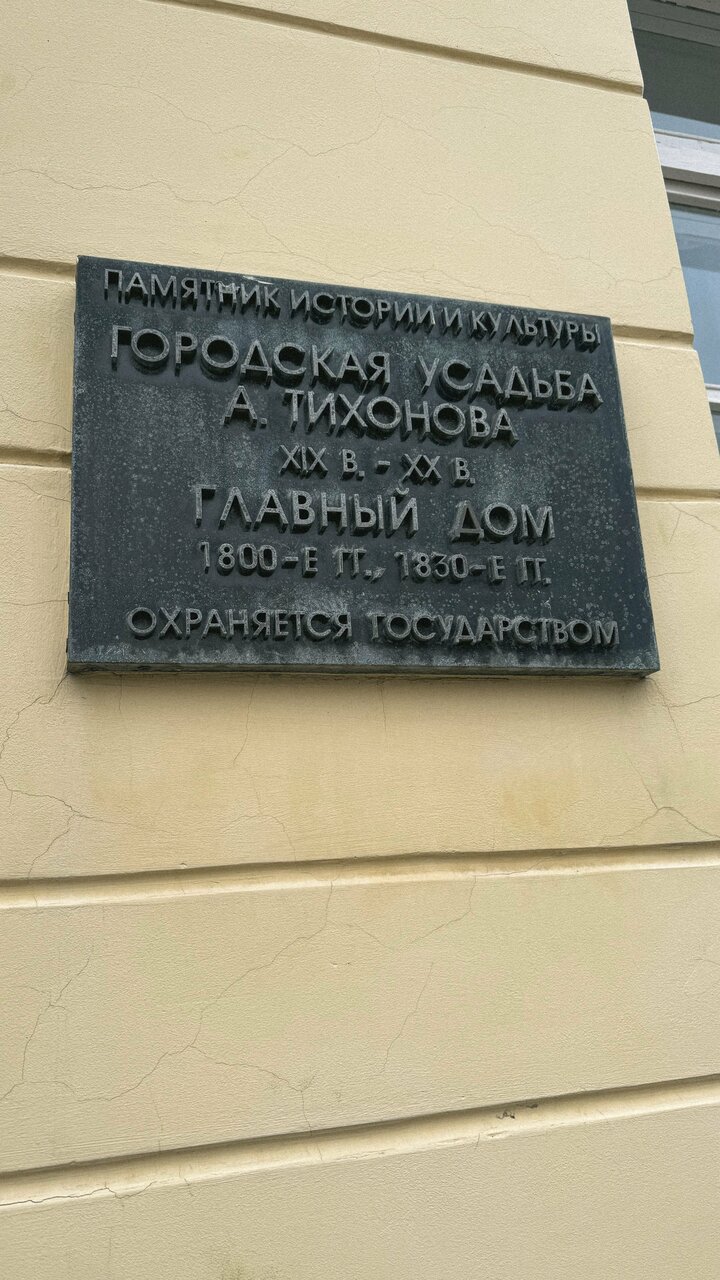 ПАМЯТНИК ИСТОРИИ И КУЛЬТУРЫ
ГОРОДСКАЯ УСАДЬБА
А. ТИХОНОВА
XIX В. - XX В.
ГЛАВНЫЙ ДОМ
1800-Е ГГ., 1830-Е ГГ.
ОХРАНЯЕТСЯ ГОСУДАРСТВОМ